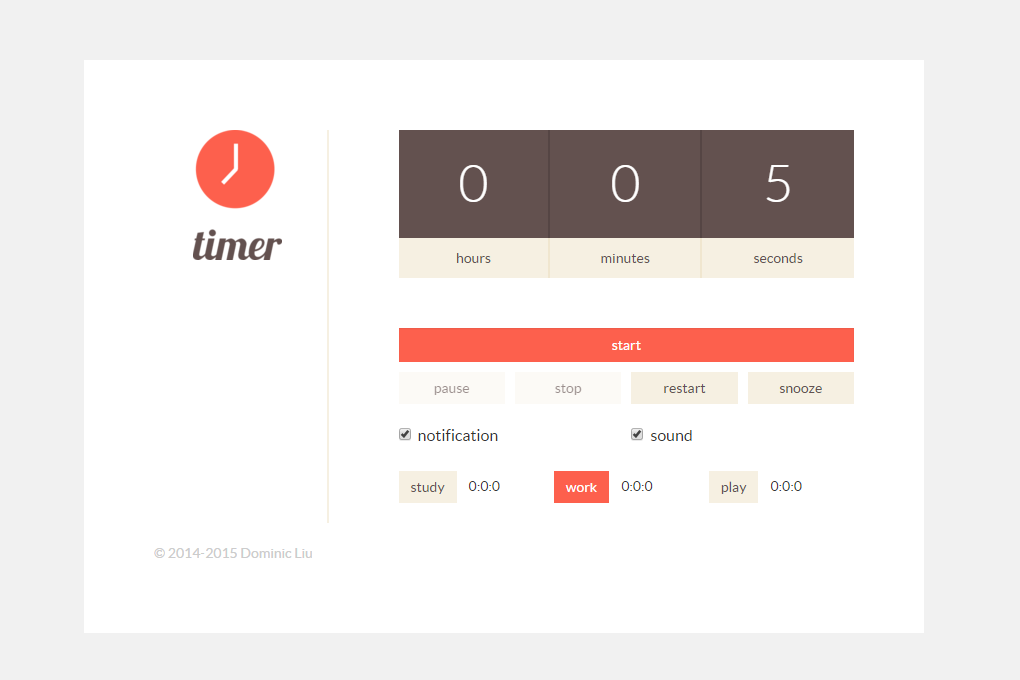 timer
0 0 5
hours minutes seconds
start
pause stop restart snooze
notification sound
study 0:0:0 work 0:0:0 play 0:0:0
© 2014-2015 Dominic Liu